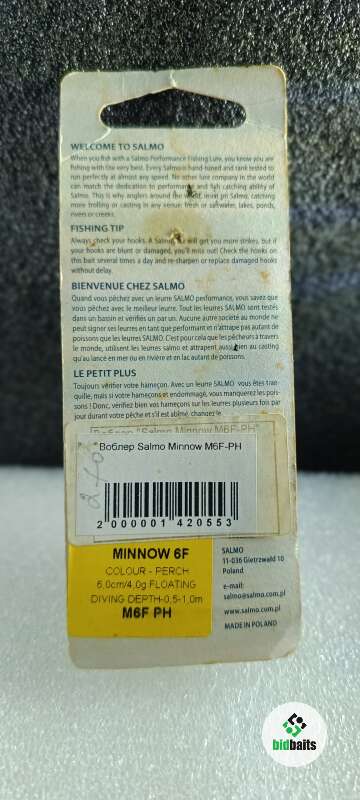 WELCOME TO SALMO
When you fish with a Salmo Performance Fishing Lure, you know you are
fishing with the very best. Every Salmo is hand-tuned and tank tested to
run perfectly at almost any speed. No other lure company in the world
can match the dedication to performance and fish catching ability of
Salmo. This is why anglers around the world, since get Salmo, catching
more trolling or casting in any venue: fresh or saltwater, lakes, ponds,
rivers or creeks.
FISHING TIP
Always check your hooks. A Salmo will get you more strikes, but if
your hooks are blunt or damaged, you'll miss out! Check the hooks on
this bait several times a day and re-sharpen or replace damaged hooks
without delay.
BIENVENUE CHEZ SALMO
Quand vous pêchez avec un leurre SALMO performance, vous savez que
vous pêchez avec le meilleur leurre. Tout les leurres SALMO sont testés
dans un bassin et vérifiés un par un. Aucune autre société au monde ne
peut signer ses leurres en tant que performant et n'attrape pas autant de
poissons que les leurres SALMO. C'est pour cela que les pêcheurs à travers
le monde, utilisent les leurres salmo et attrapent aussi bien au casting
qu'au lancé en mer ou en rivière et en lac autant de poissons.
LE PETIT PLUS
Toujours vérifier votre hameçon. Avec un leurre SALMO vous êtes tran-
quille, mais si votre hameçons et endommagé, vous manquerez les pois-
sons ! Donc, vérifiez bien vos hameçons sur les leurres plusieurs fois par
jour durant votre pêche et s'il est abîmé, changez le.
Воблер "Salmo Minnow M6F-PH"
Воблер Salmo Minnow M6F-PH
2 000001 420553
MINNOW 6F
COLOUR - PERCH
6,0cm/4,0g FLOATING
DIVING DEPTH-0,5-1,0m
M6F PH
SALMO
11-036 Gietrzwald 10
Poland
e-mail:
salmo@salmo.com.pl
www.salmo.com.pl
MADE IN POLAND
bidbaits